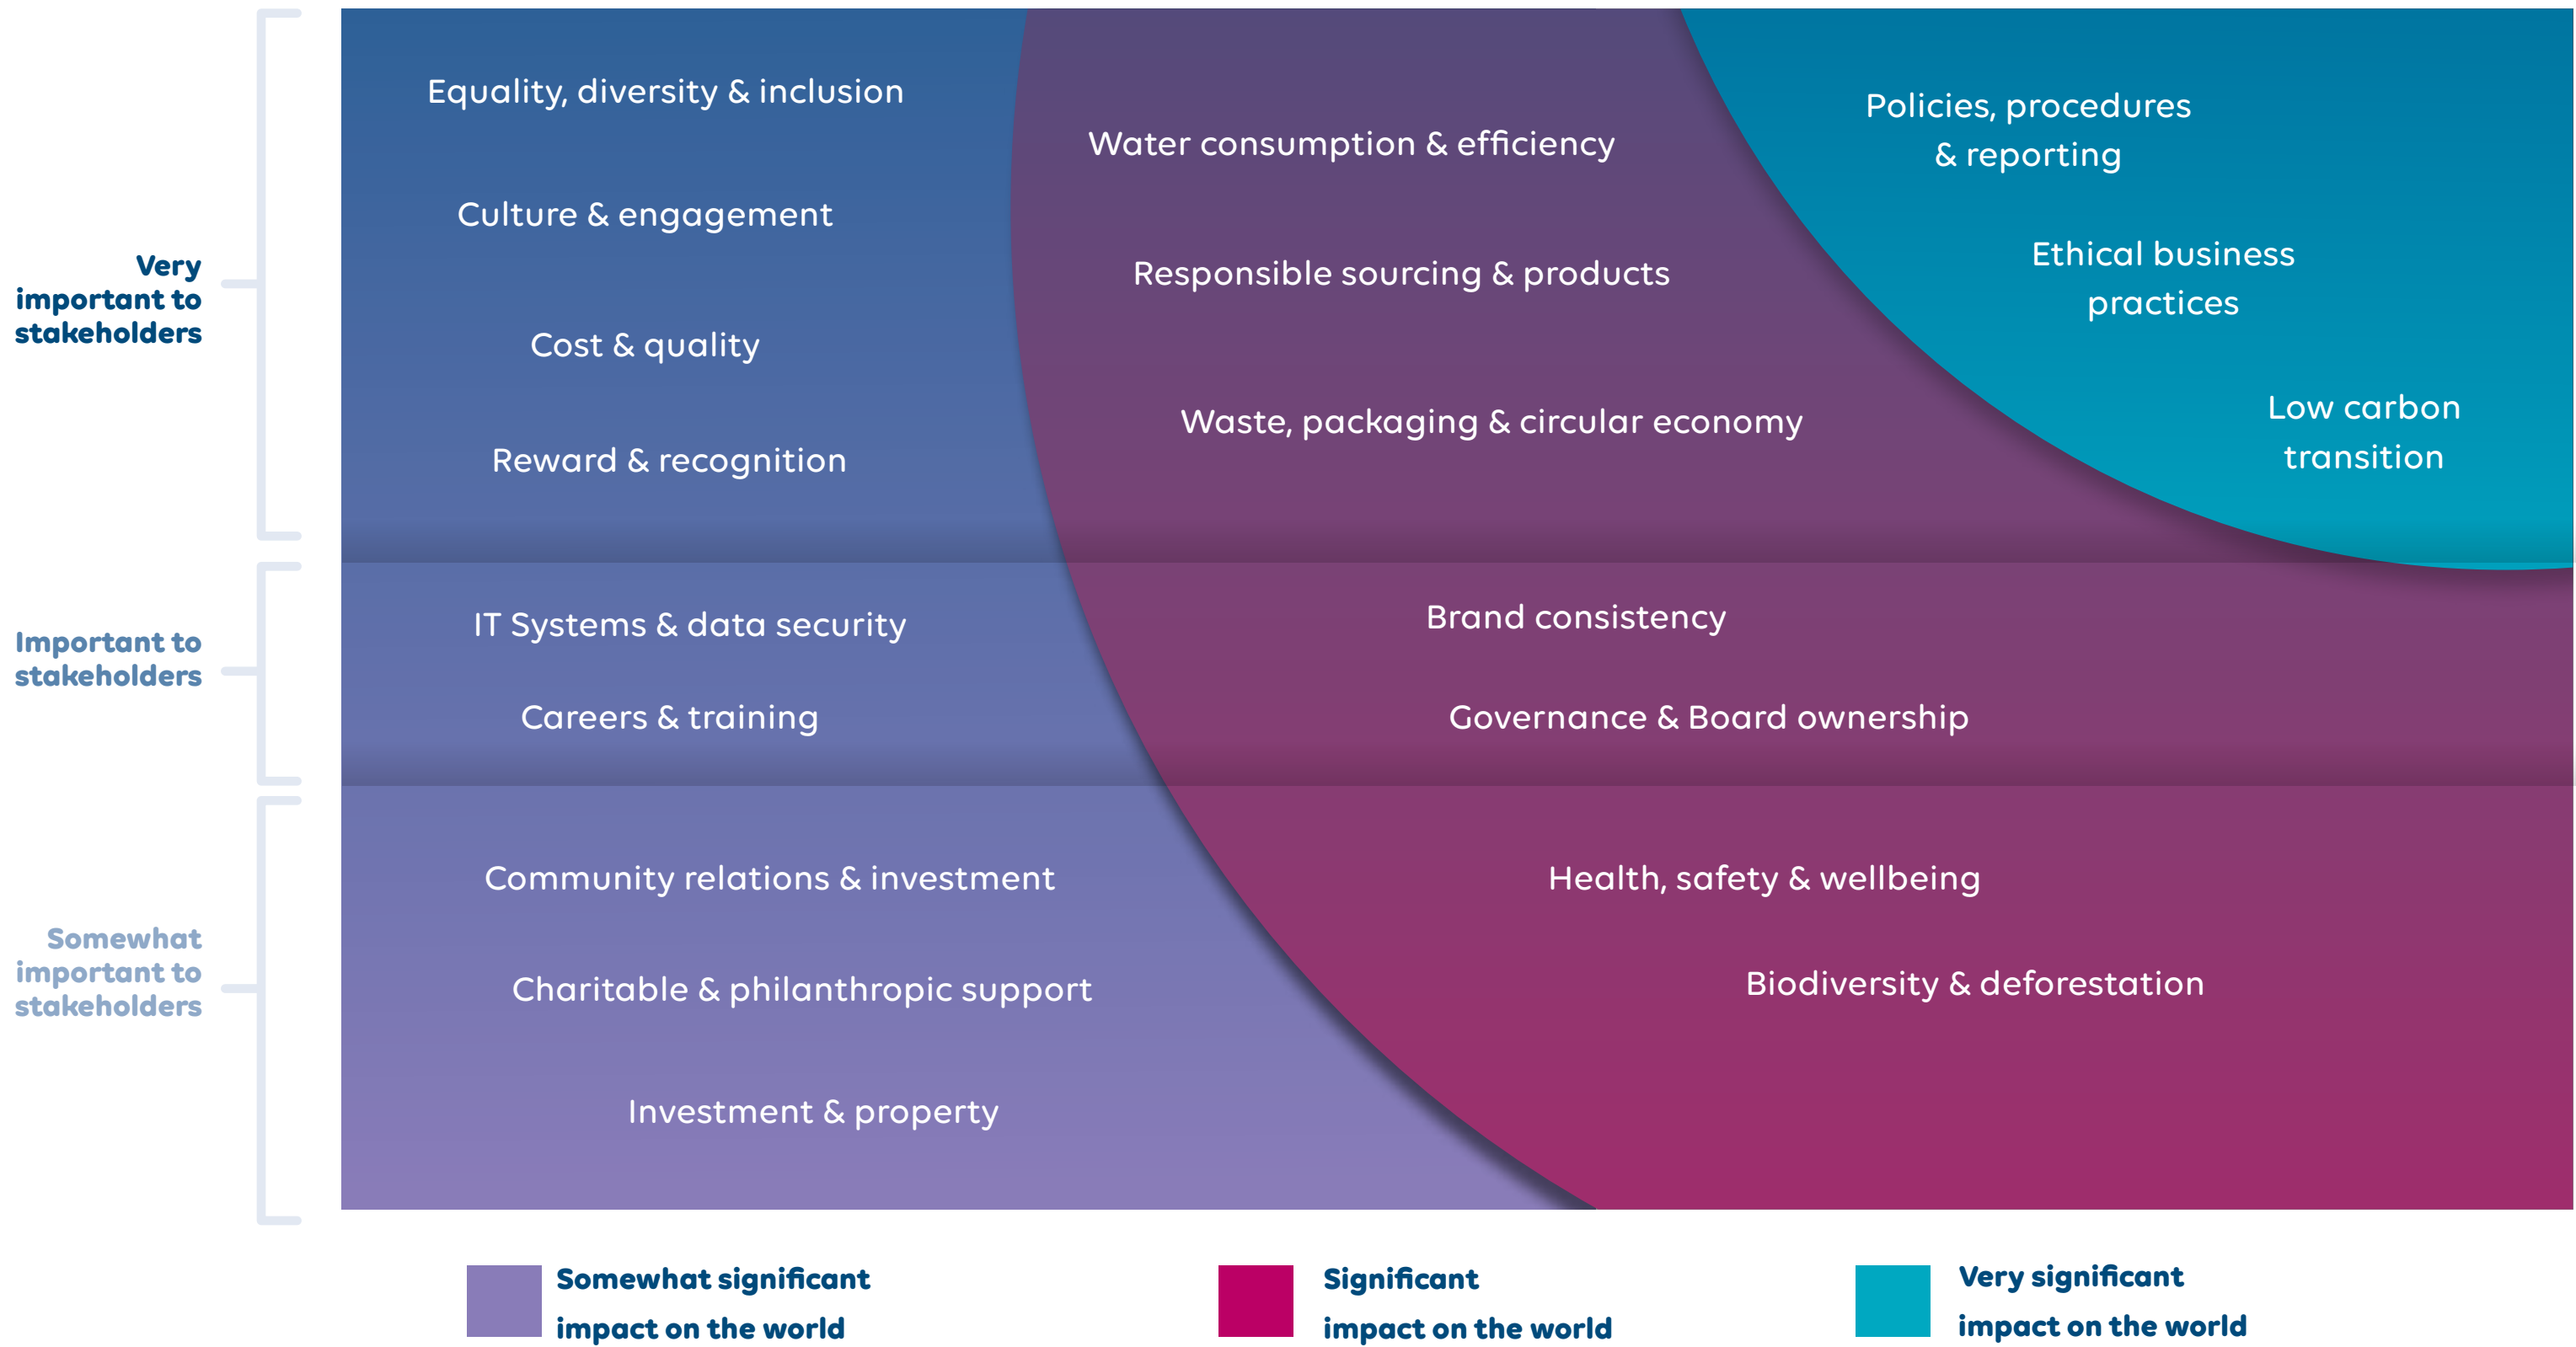 Very
important to
stakeholders
Equality, diversity & inclusion
Culture & engagement
Cost & quality
Reward & recognition
Water consumption & efficiency
Responsible sourcing & products
Waste, packaging & circular economy
Policies, procedures
& reporting
Ethical business
practices
Low carbon
transition
Important to
stakeholders
IT Systems & data security
Careers & training
Brand consistency
Governance & Board ownership
Somewhat
important to
stakeholders
Community relations & investment
Charitable & philanthropic support
Investment & property
Health, safety & wellbeing
Biodiversity & deforestation
Somewhat significant
impact on the world
Significant
impact on the world
Very significant
impact on the world